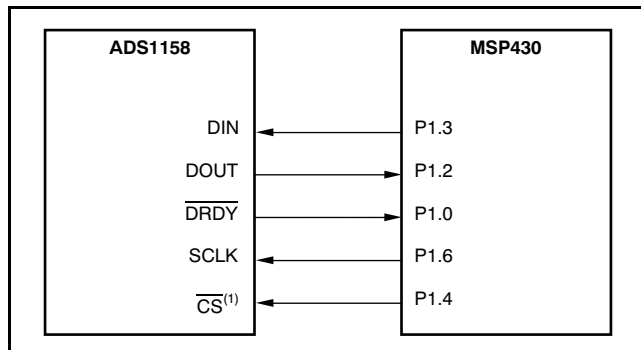 ADS1158 MSP430
DIN P1.3
DOUT P1.2
DRDY P1.0
SCLK P1.6
CS(1) P1.4